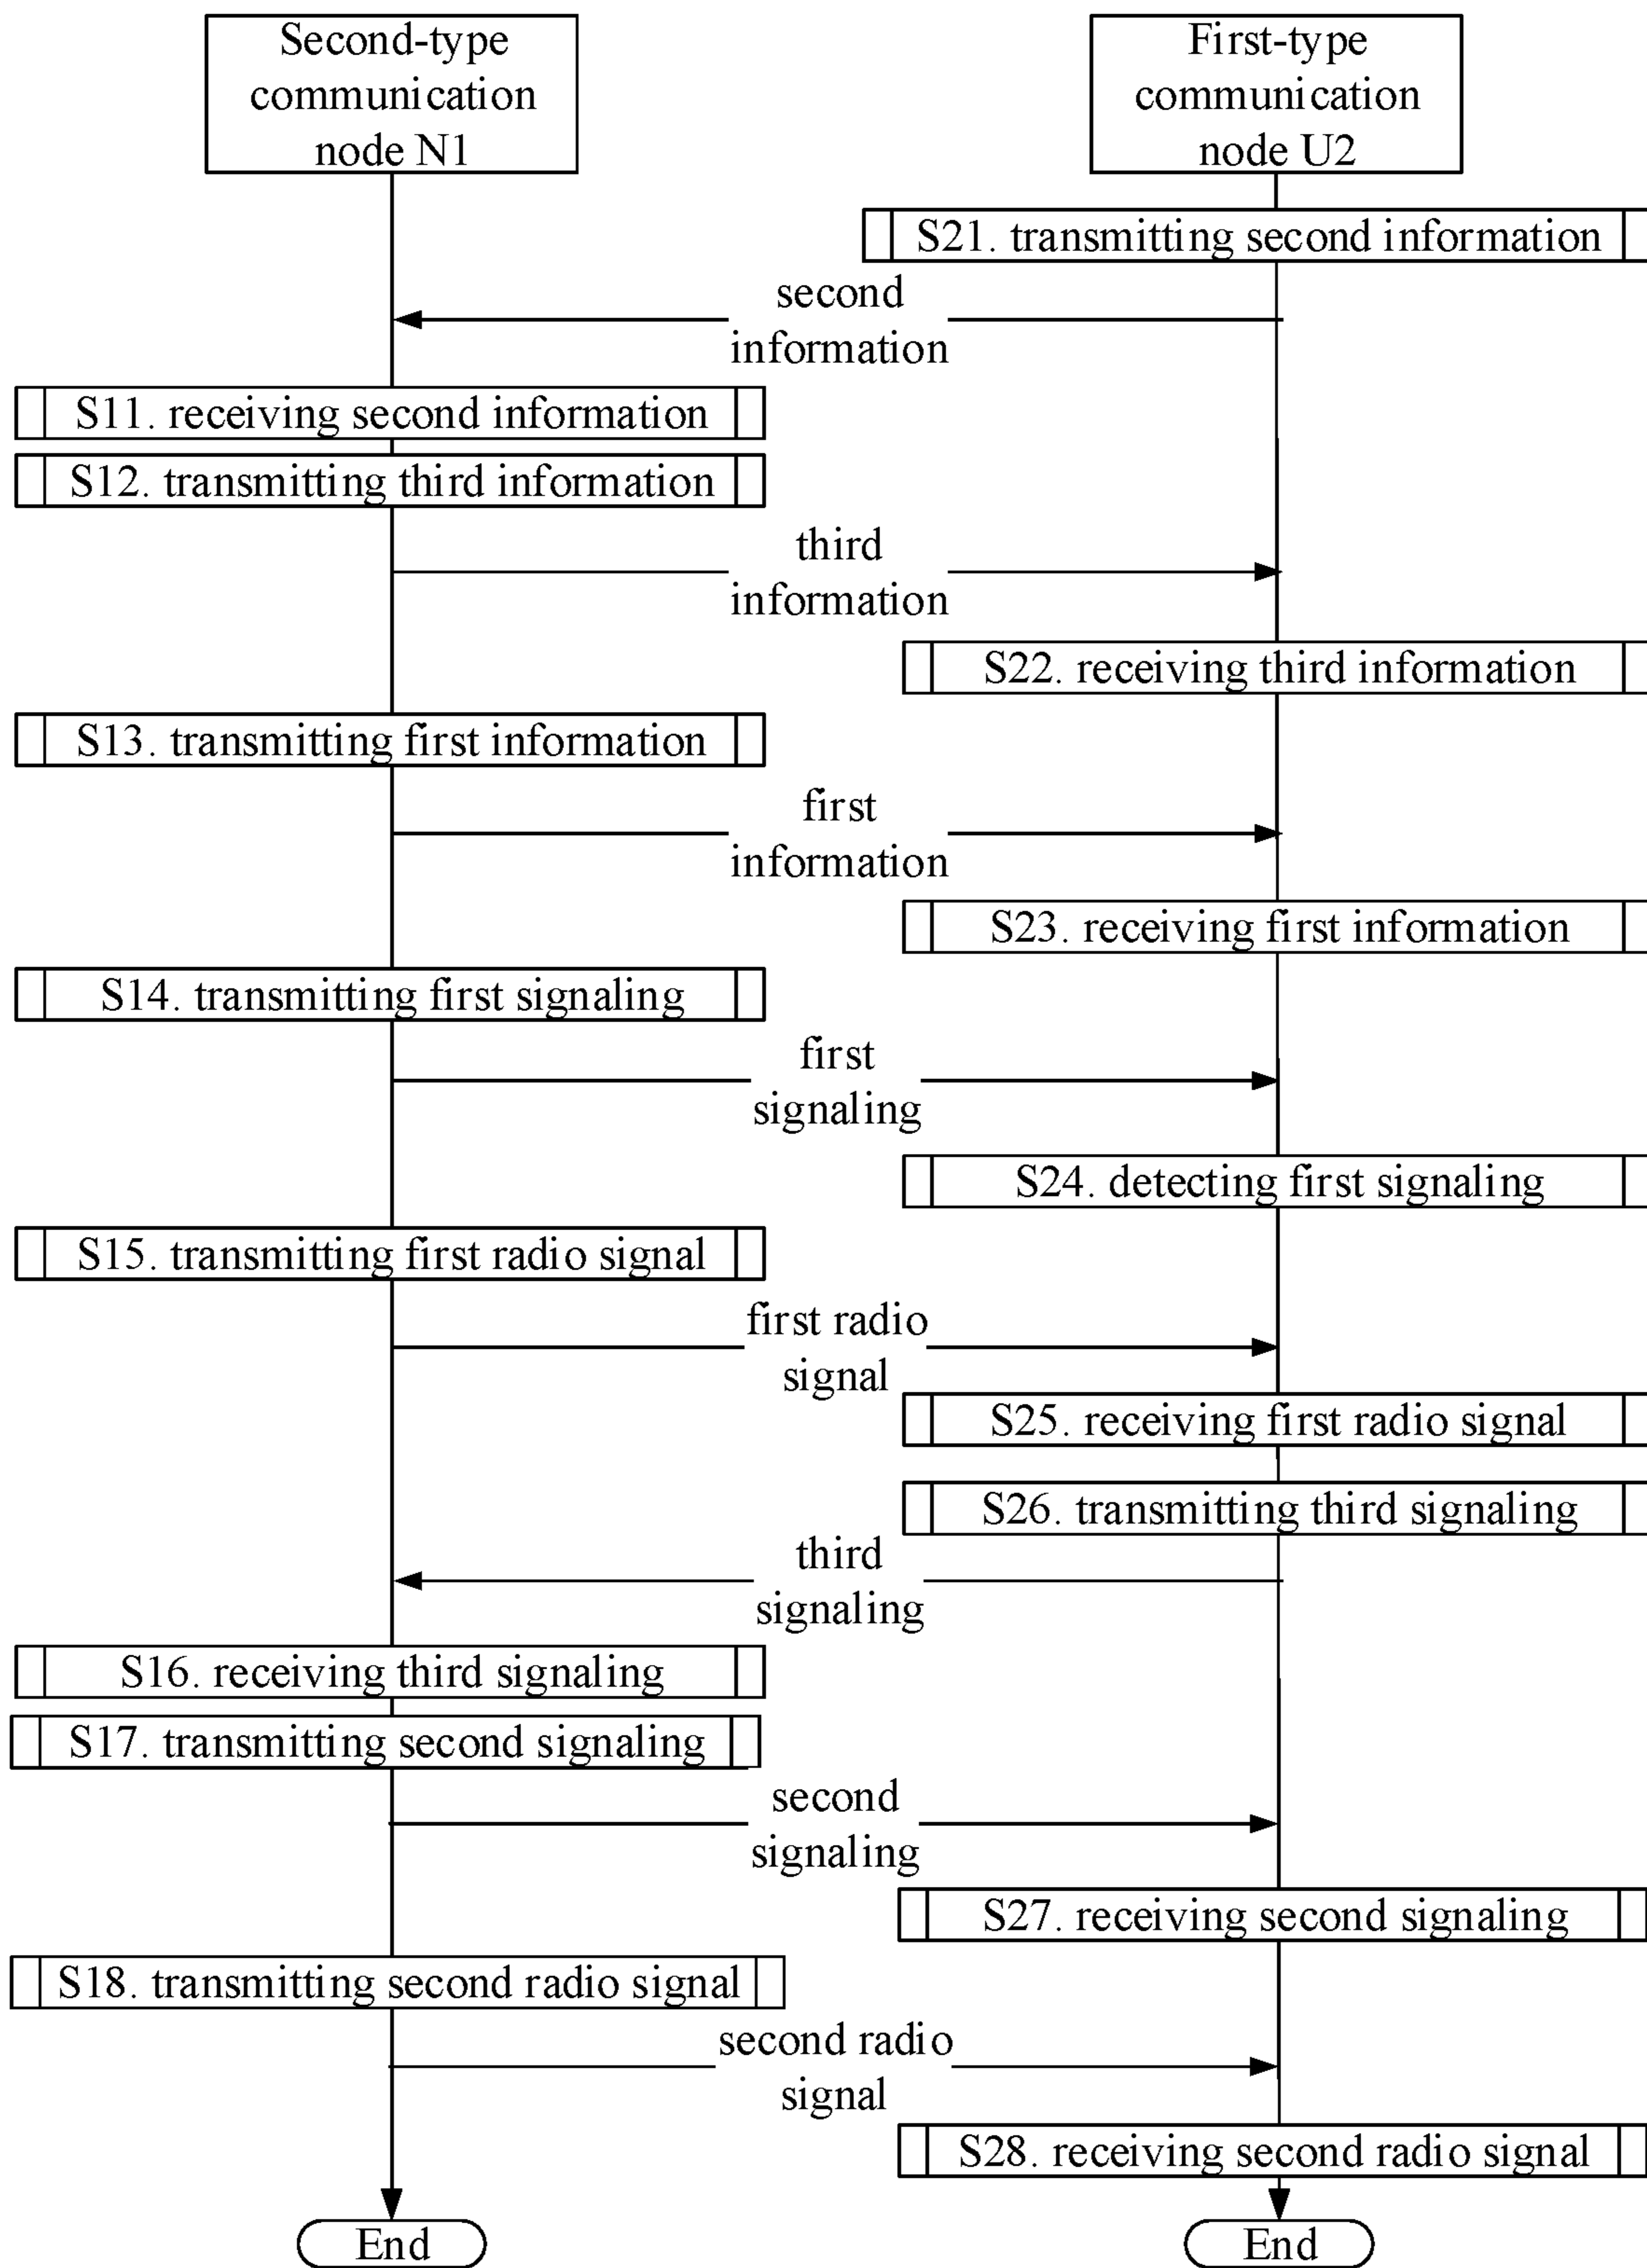 Second-type
communication
node N1
First-type
communication
node U2
S21. transmitting second information
second
information
S11. receiving second information
S12. transmitting third information
third
information
S22. receiving third information
S13. transmitting first information
first
information
S23. receiving first information
S14. transmitting first signaling
first
signaling
S24. detecting first signaling
S15. transmitting first radio signal
first radio
signal
S25. receiving first radio signal
S26. transmitting third signaling
third
signaling
S16. receiving third signaling
S17. transmitting second signaling
second
signaling
S27. receiving second signaling
S18. transmitting second radio signal
second radio
signal
S28. receiving second radio signal
End
End